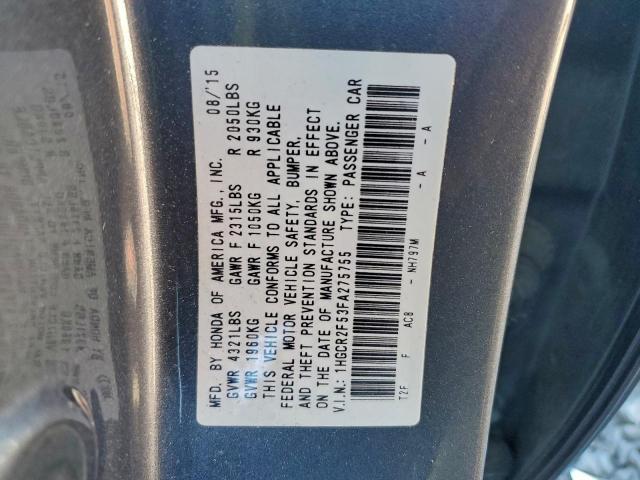 MFD. BY HONDA OF AMERICA MFG., INC. 08/'15
GVWR 4321LBS GAWR F 2315LBS R 2050LBS
GVWR 1960KG GAWR F 1050KG R 930KG
THIS VEHICLE CONFORMS TO ALL APPLICABLE
FEDERAL MOTOR VEHICLE SAFETY, BUMPER,
AND THEFT PREVENTION STANDARDS IN EFFECT
ON THE DATE OF MANUFACTURE SHOWN ABOVE.
V.I.N.: 1HGCR2F53FA275755 TYPE: PASSENGER CAR
T2F F AC8 - NH797M - A - A